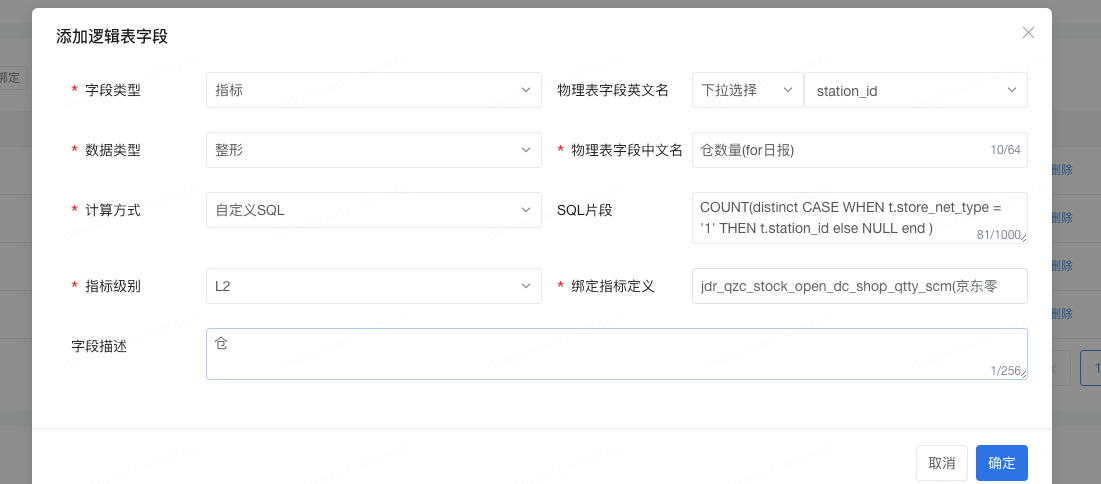 添加逻辑表字段
绑定
* 字段类型 指标 物理表字段英文名 下拉选择 station_id
* 数据类型 整形 * 物理表字段中文名 仓数量(for日报) 10/64
删除
* 计算方式 自定义SQL SQL片段 COUNT(distinct CASE WHEN t.store_net_type =
'1' THEN t.station_id else NULL end )
81/1000
删除
* 指标级别 L2 * 绑定指标定义 jdr_qzc_stock_open_dc_shop_qtty_scm(京东零
删除
字段描述 仓
1/256
1
取消 确定